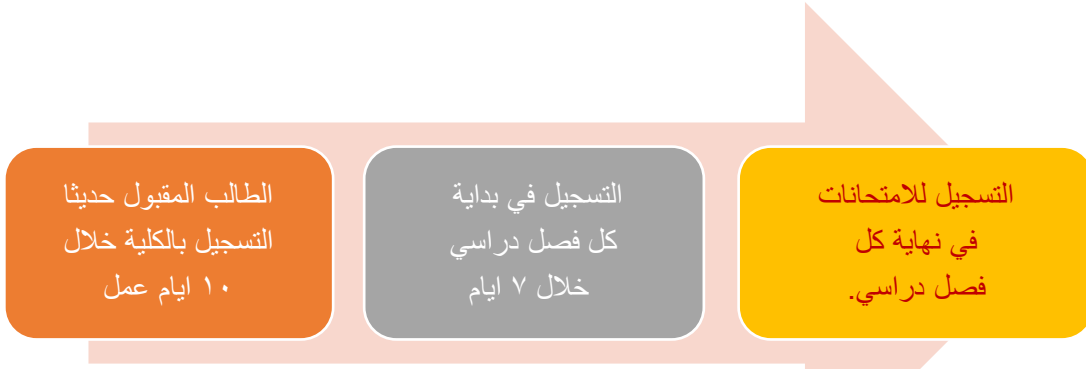 الطالب المقبول حديثا
التسجيل بالكلية خلال
١٠ ايام عمل
التسجيل في بداية
كل فصل دراسي
خلال ٧ ايام
التسجيل للامتحانات
في نهاية كل
فصل دراسي.